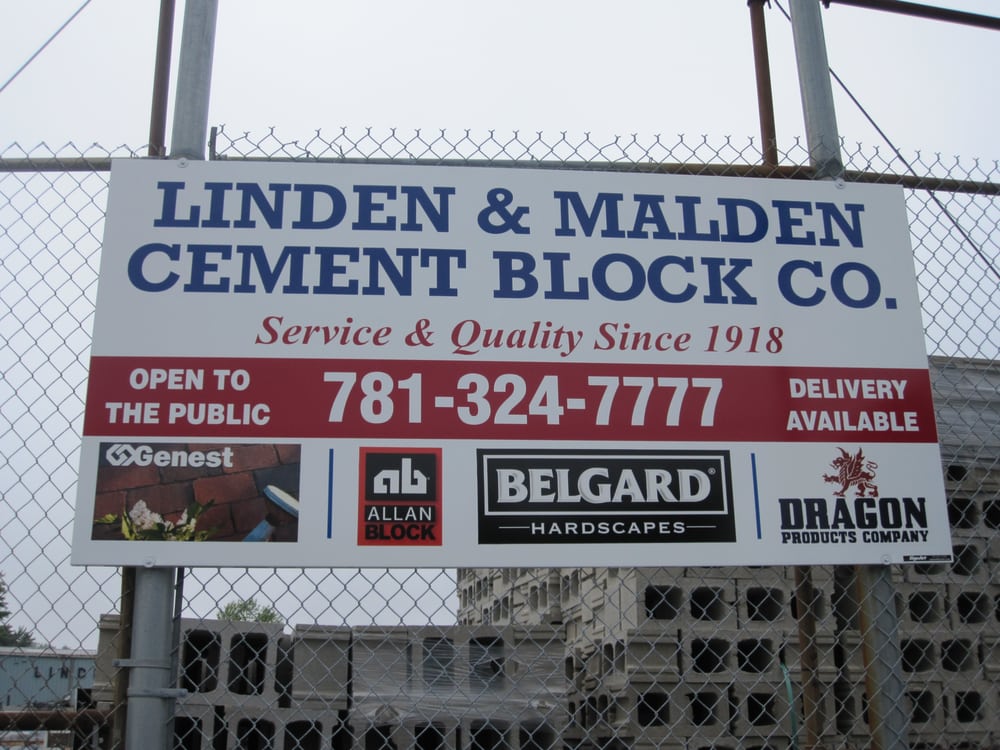 LINDEN & MALDEN
CEMENT BLOCK CO.
Service & Quality Since 1918
OPEN TO
THE PUBLIC
781-324-7777
DELIVERY
AVAILABLE
Genest
ab
ALLAN
BLOCK
BELGARD®
HARDSCAPES
DRAGON
PRODUCTS COMPANY